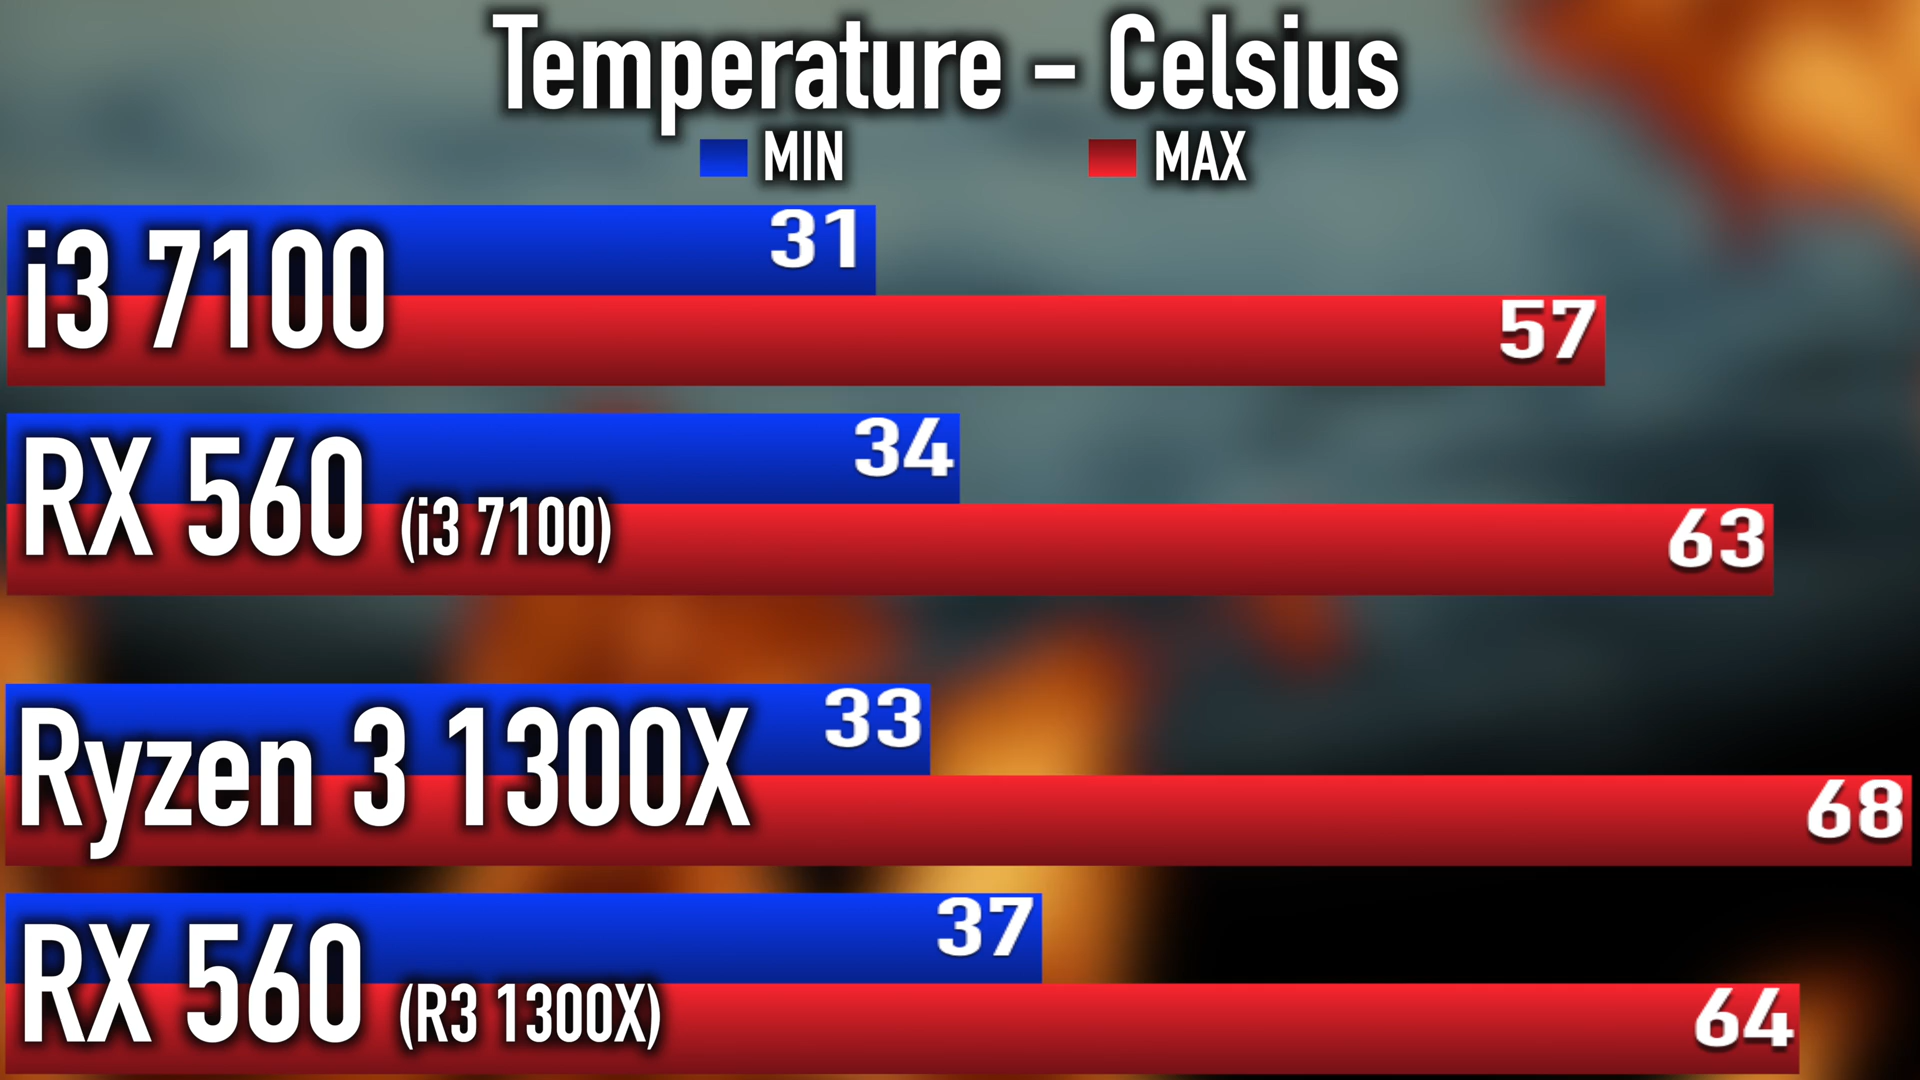 Temperature – Celsius
MIN MAX
31
i3 7100
57
34
RX 560 (i3 7100)
63
33
Ryzen 3 1300X
68
37
RX 560 (R3 1300X)
64